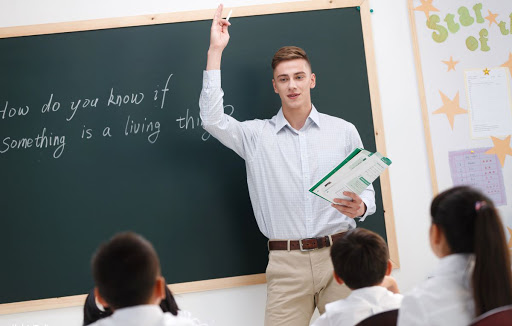 How do you know if
Something is a living thing?
Star
of